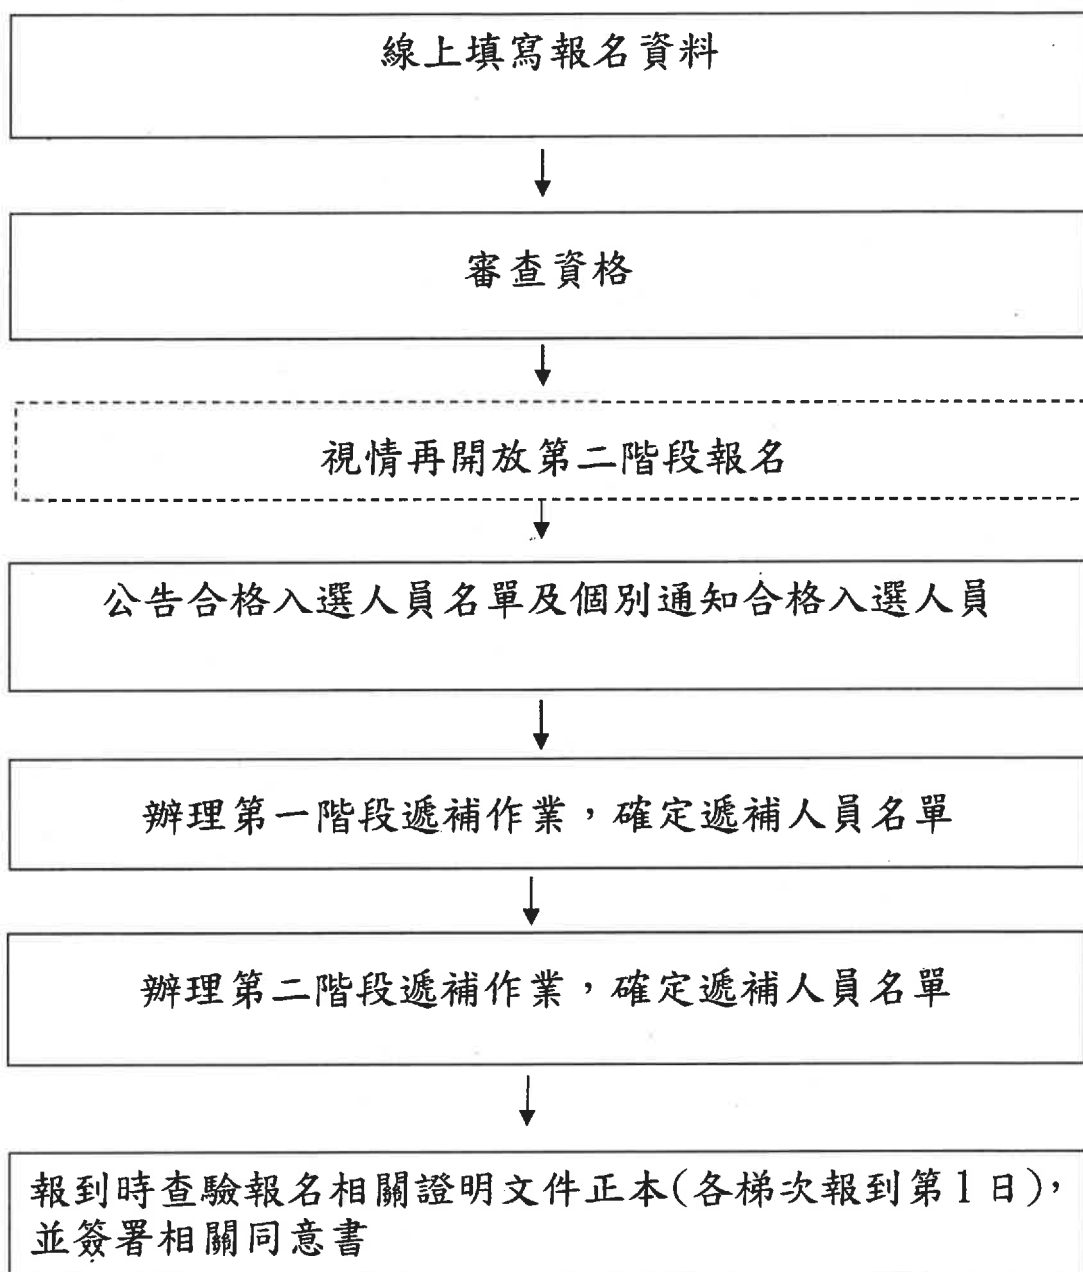 線上填寫報名資料
審查資格
視情再開放第二階段報名
公告合格入選人員名單及個別通知合格入選人員
辦理第一階段遞補作業，確定遞補人員名單
辦理第二階段遞補作業，確定遞補人員名單
報到時查驗報名相關證明文件正本(各梯次報到第1日)，
並簽署相關同意書